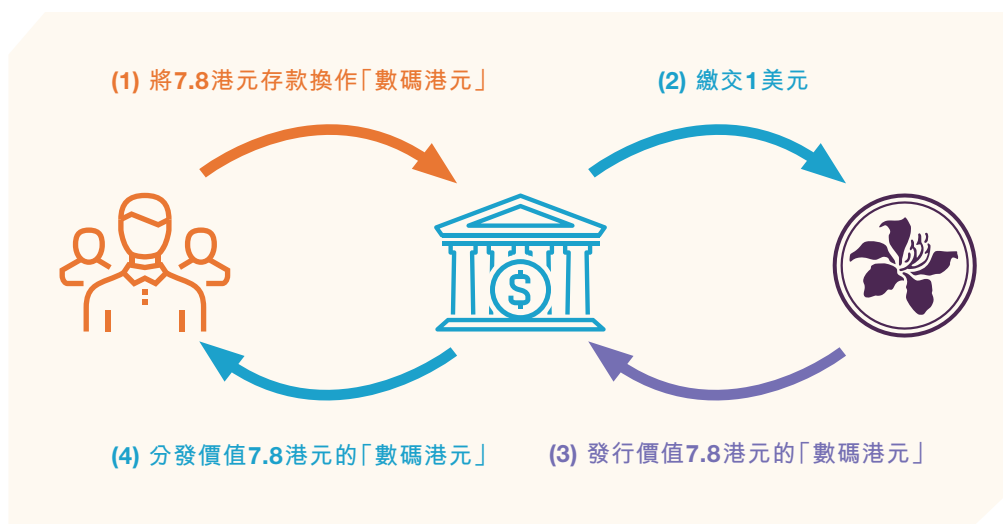 (1) 將7.8港元存款換作「數碼港元」
(2) 繳交1美元
$
(4) 分發價值7.8港元的「數碼港元」
(3) 發行價值7.8港元的「數碼港元」